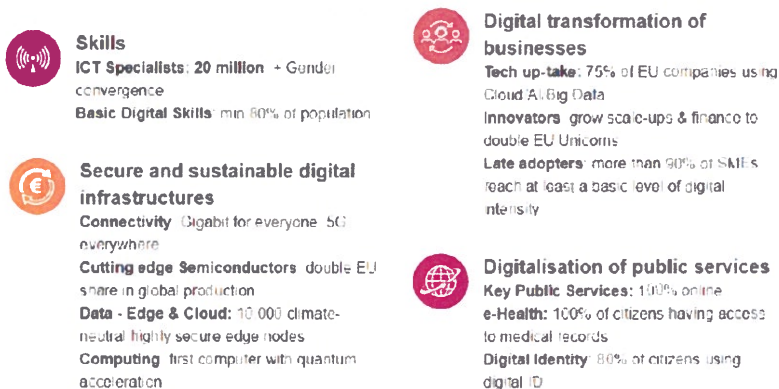 Skills
ICT Specialists: 20 million + Gender
convergence
Basic Digital Skills: min 80% of population
Secure and sustainable digital
infrastructures
Connectivity: Gigabit for everyone, 5G
everywhere
Cutting edge Semiconductors: double EU
share in global production
Data - Edge & Cloud: 10 000 climate-
neutral highly secure edge nodes
Computing: first computer with quantum
acceleration
Digital transformation of
businesses
Tech up-take: 75% of EU companies using
Cloud/AI/Big Data
Innovators: grow scale-ups & finance to
double EU Unicorns
Late adopters: more than 90% of SMEs
reach at least a basic level of digital
intensity
Digitalisation of public services
Key Public Services: 100% online
e-Health: 100% of citizens having access
to medical records
Digital Identity: 80% of citizens using
digital ID